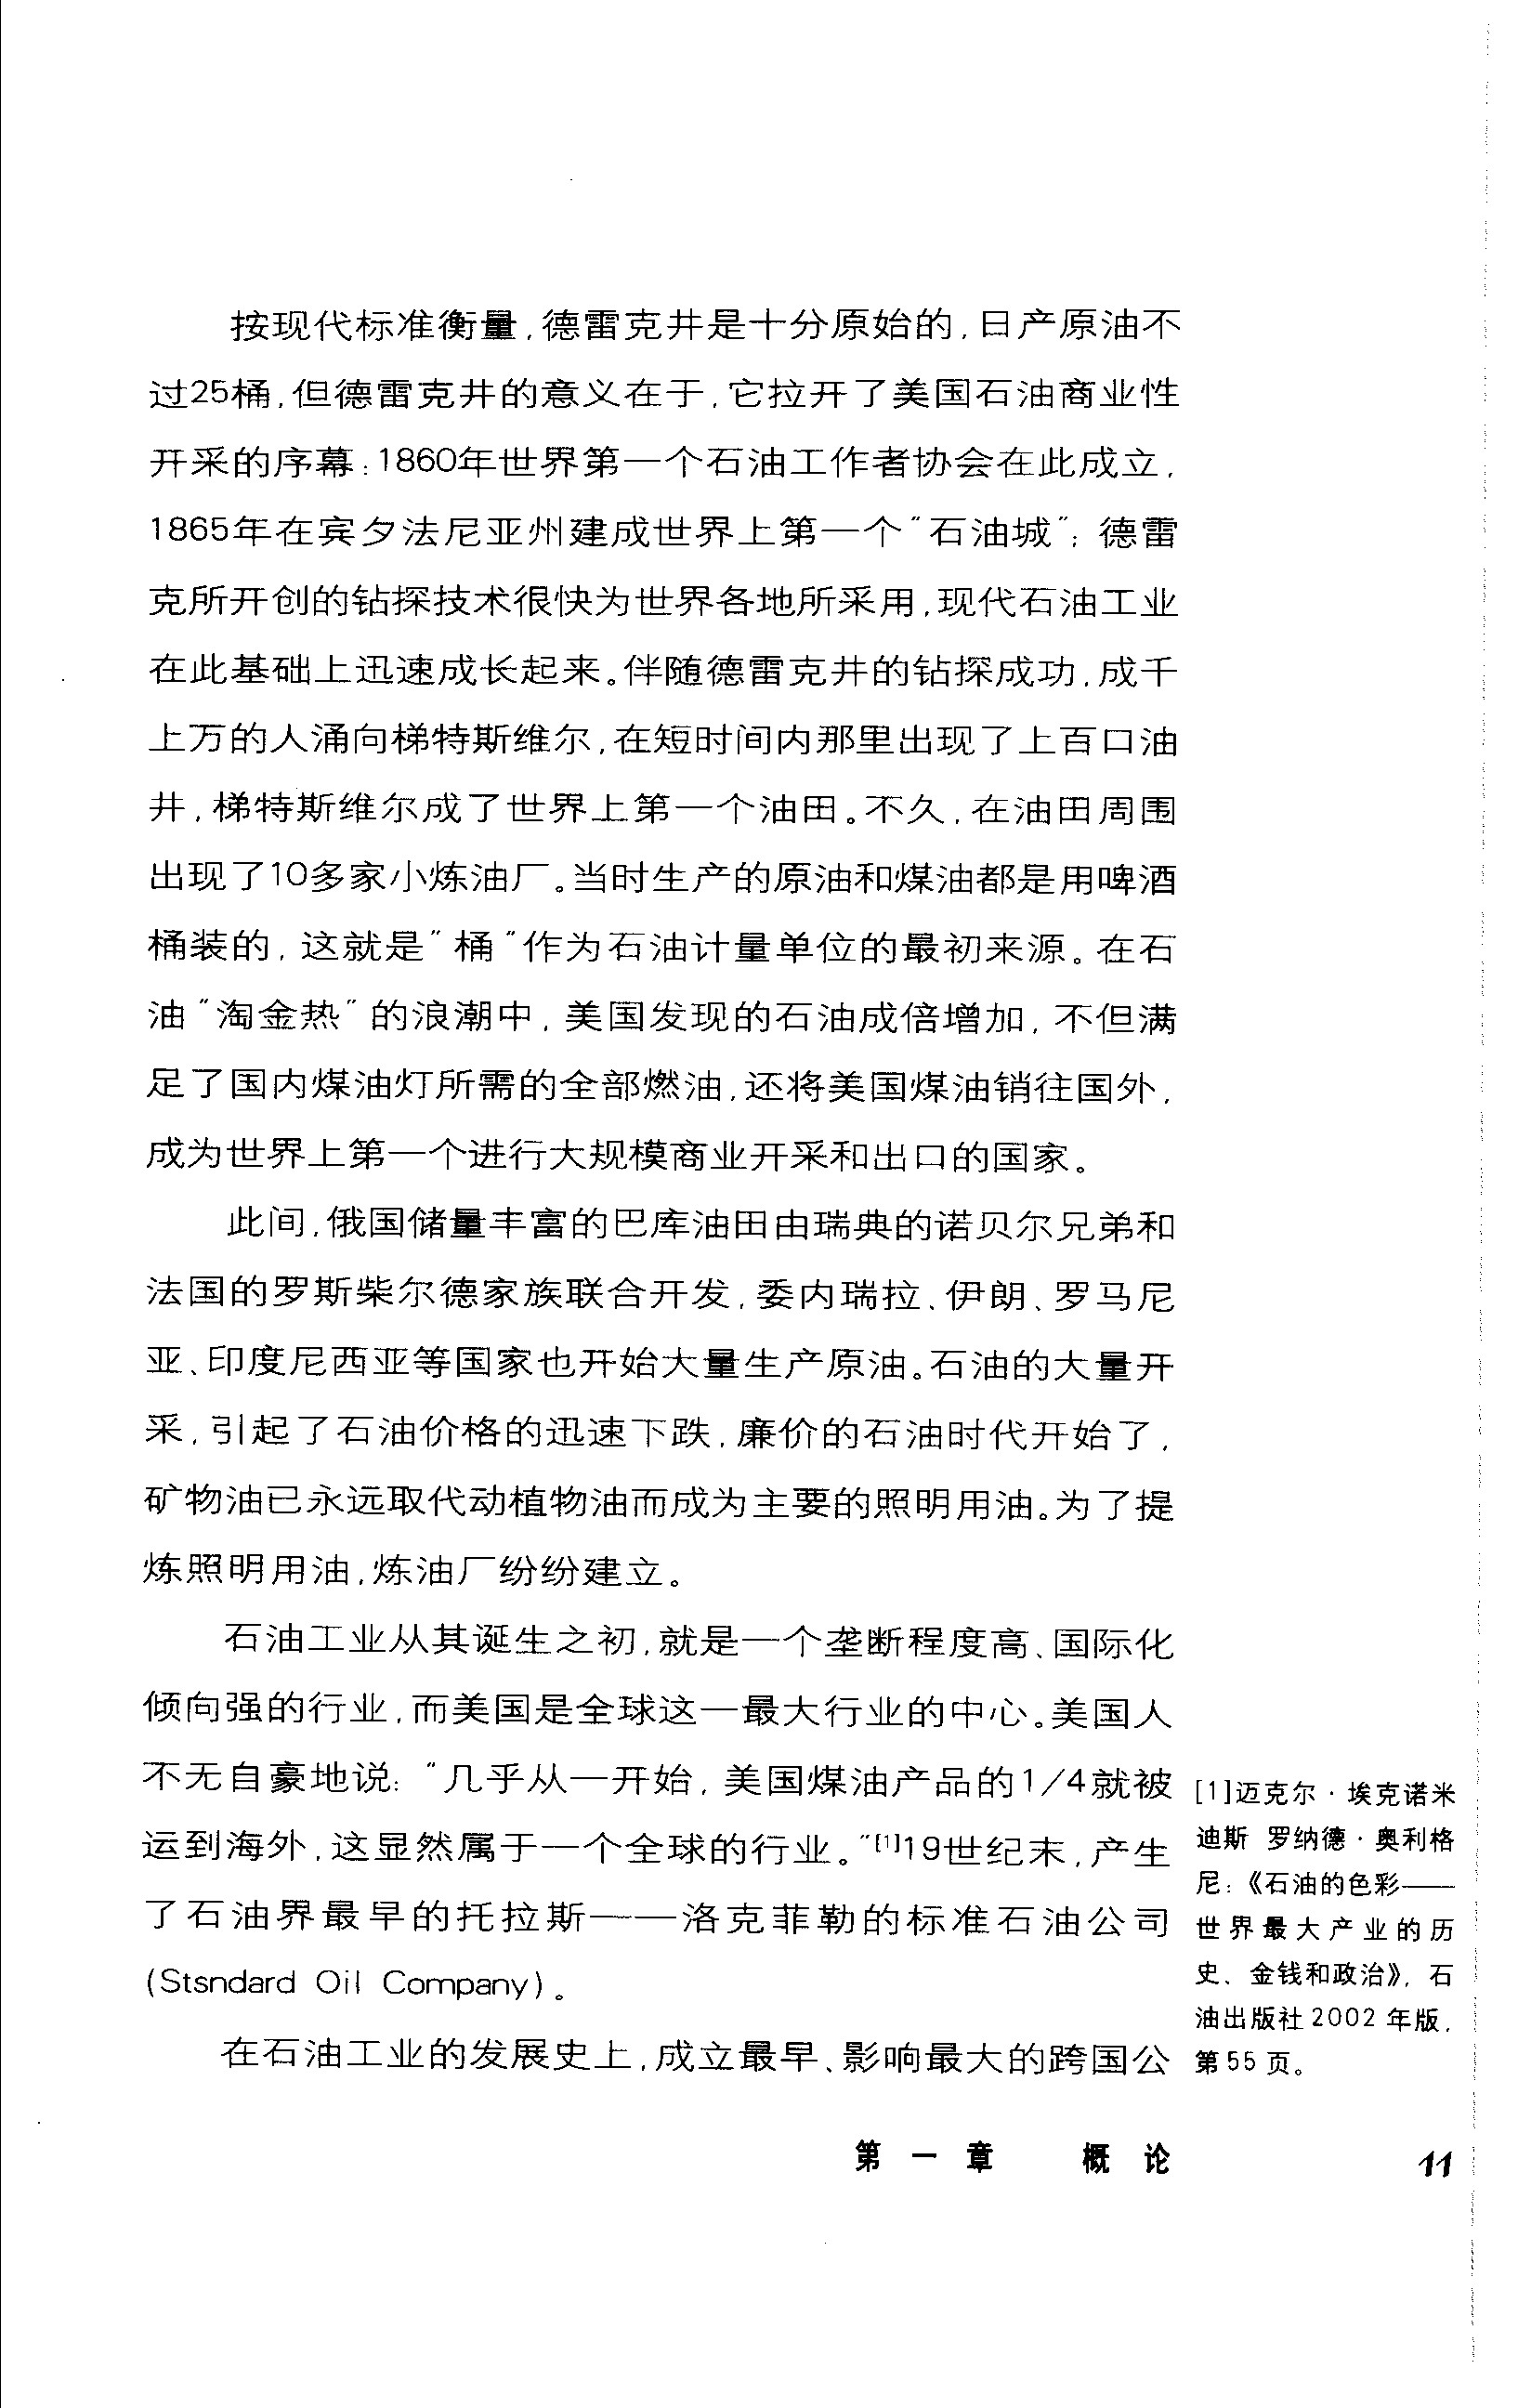 按现代标准衡量,德雷克井是十分原始的,日产原油不
过25桶,但德雷克井的意义在于,它拉开了美国石油商业性
开采的序幕:1860年世界第一个石油工作者协会在此成立,
1865年在宾夕法尼亚州建成世界上第一个“石油城”;德雷
克所开创的钻探技术很快为世界各地所采用,现代石油工业
在此基础上迅速成长起来。伴随德雷克井的钻探成功,成千
上万的人涌向梯特斯维尔,在短时间内那里出现了上百口油
井,梯特斯维尔成了世界上第一个油田。不久,在油田周围
出现了10多家小炼油厂。当时生产的原油和煤油都是用啤酒
桶装的,这就是“桶”作为石油计量单位的最初来源。在石
油“淘金热”的浪潮中,美国发现的石油成倍增加,不但满
足了国内煤油灯所需的全部燃油,还将美国煤油销往国外,
成为世界上第一个进行大规模商业开采和出口的国家。
此间,俄国储量丰富的巴库油田由瑞典的诺贝尔兄弟和
法国的罗斯柴尔德家族联合开发,委内瑞拉、伊朗、罗马尼
亚、印度尼西亚等国家也开始大量生产原油。石油的大量开
采,引起了石油价格的迅速下跌,廉价的石油时代开始了,
矿物油已永远取代动植物油而成为主要的照明用油。为了提
炼照明用油,炼油厂纷纷建立。
石油工业从其诞生之初,就是一个垄断程度高、国际化
倾向强的行业,而美国是全球这一最大行业的中心。美国人
不无自豪地说:“几乎从一开始,美国煤油产品的1/4就被
运到海外,这显然属于一个全球的行业。”[1]19世纪末,产生
了石油界最早的托拉斯——洛克菲勒的标准石油公司
(Stsndard Oil Company)。
在石油工业的发展史上,成立最早、影响最大的跨国公
[1]迈克尔·埃克诺米
迪斯 罗纳德·奥利格
尼:《石油的色彩——
世界最大产业的历
史、金钱和政治》,石
油出版社2002年版,
第55页。
第一章 概论 11